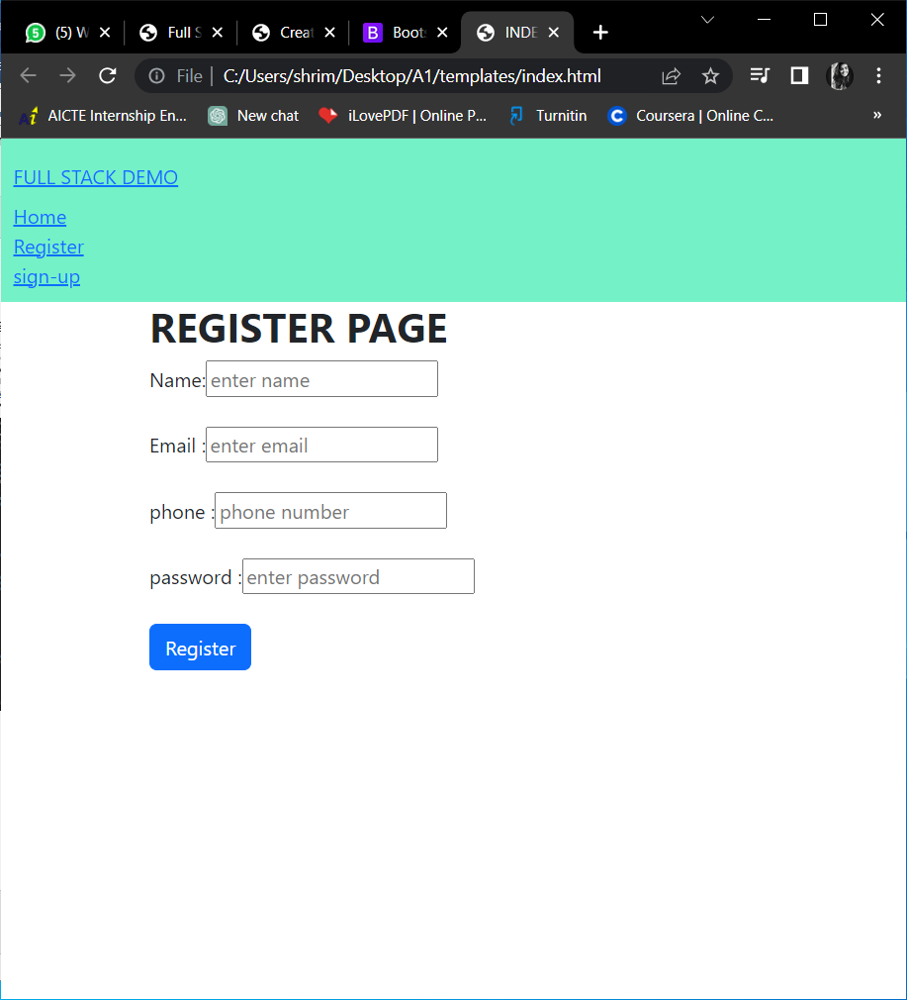 5 (5) W Full S Creat B Boots INDE
File C:/Users/shrim/Desktop/A1/templates/index.html
AICTE Internship En... New chat iLovePDF | Online P... Turnitin Coursera | Online C... »
FULL STACK DEMO
Home
Register
sign-up
REGISTER PAGE
Name: enter name
Email : enter email
phone : phone number
password : enter password
Register